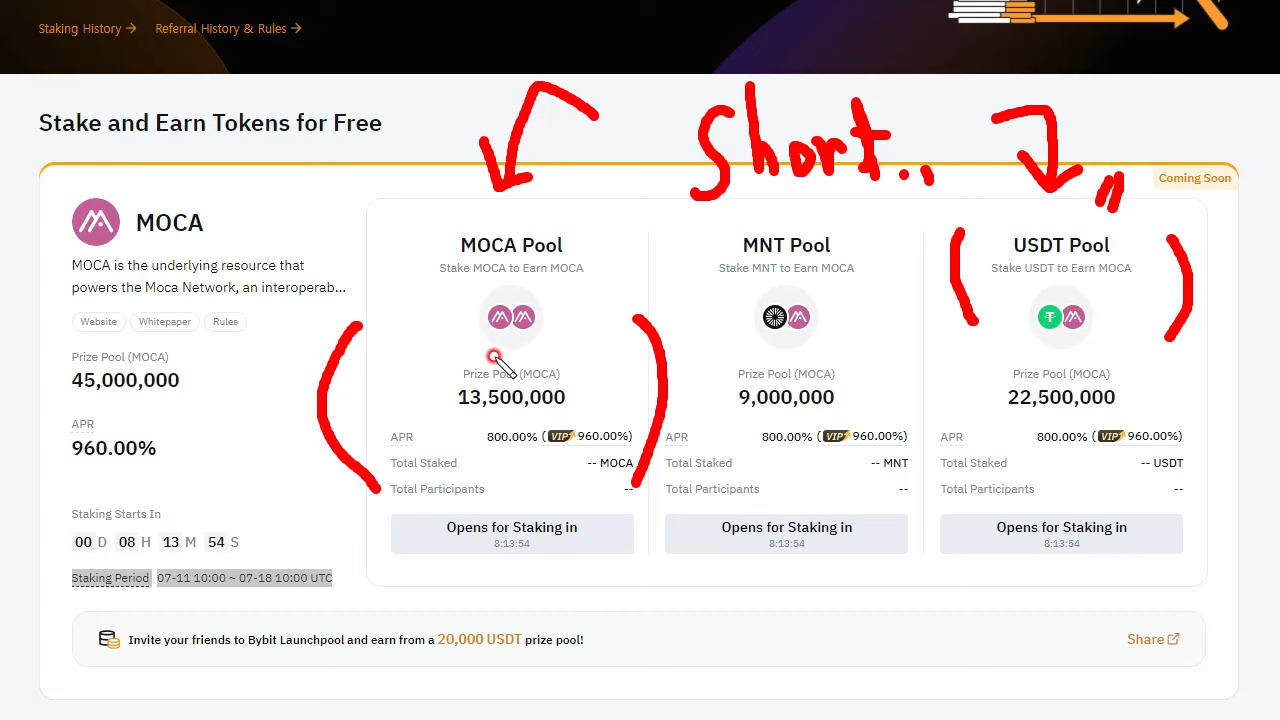 Staking History → Referral History & Rules →
Stake and Earn Tokens for Free
Short..
Coming Soon
MOCA
MOCA is the underlying resource that
powers the Moca Network, an interoperab...
Website Whitepaper Rules
Prize Pool (MOCA)
45,000,000
APR
960.00%
Staking Starts In
00 D 08 H 13 M 54 S
Staking Period 07-11 10:00 ~ 07-18 10:00 UTC
MOCA Pool
Stake MOCA to Earn MOCA
Prize Pool (MOCA)
13,500,000
APR 800.00% (VIP 960.00%)
Total Staked -- MOCA
Total Participants --
Opens for Staking in
8:13:54
MNT Pool
Stake MNT to Earn MOCA
Prize Pool (MOCA)
9,000,000
APR 800.00% (VIP 960.00%)
Total Staked -- MNT
Total Participants --
Opens for Staking in
8:13:54
USDT Pool
Stake USDT to Earn MOCA
Prize Pool (MOCA)
22,500,000
APR 800.00% (VIP 960.00%)
Total Staked -- USDT
Total Participants --
Opens for Staking in
8:13:54
Invite your friends to Bybit Launchpool and earn from a 20,000 USDT prize pool!
Share